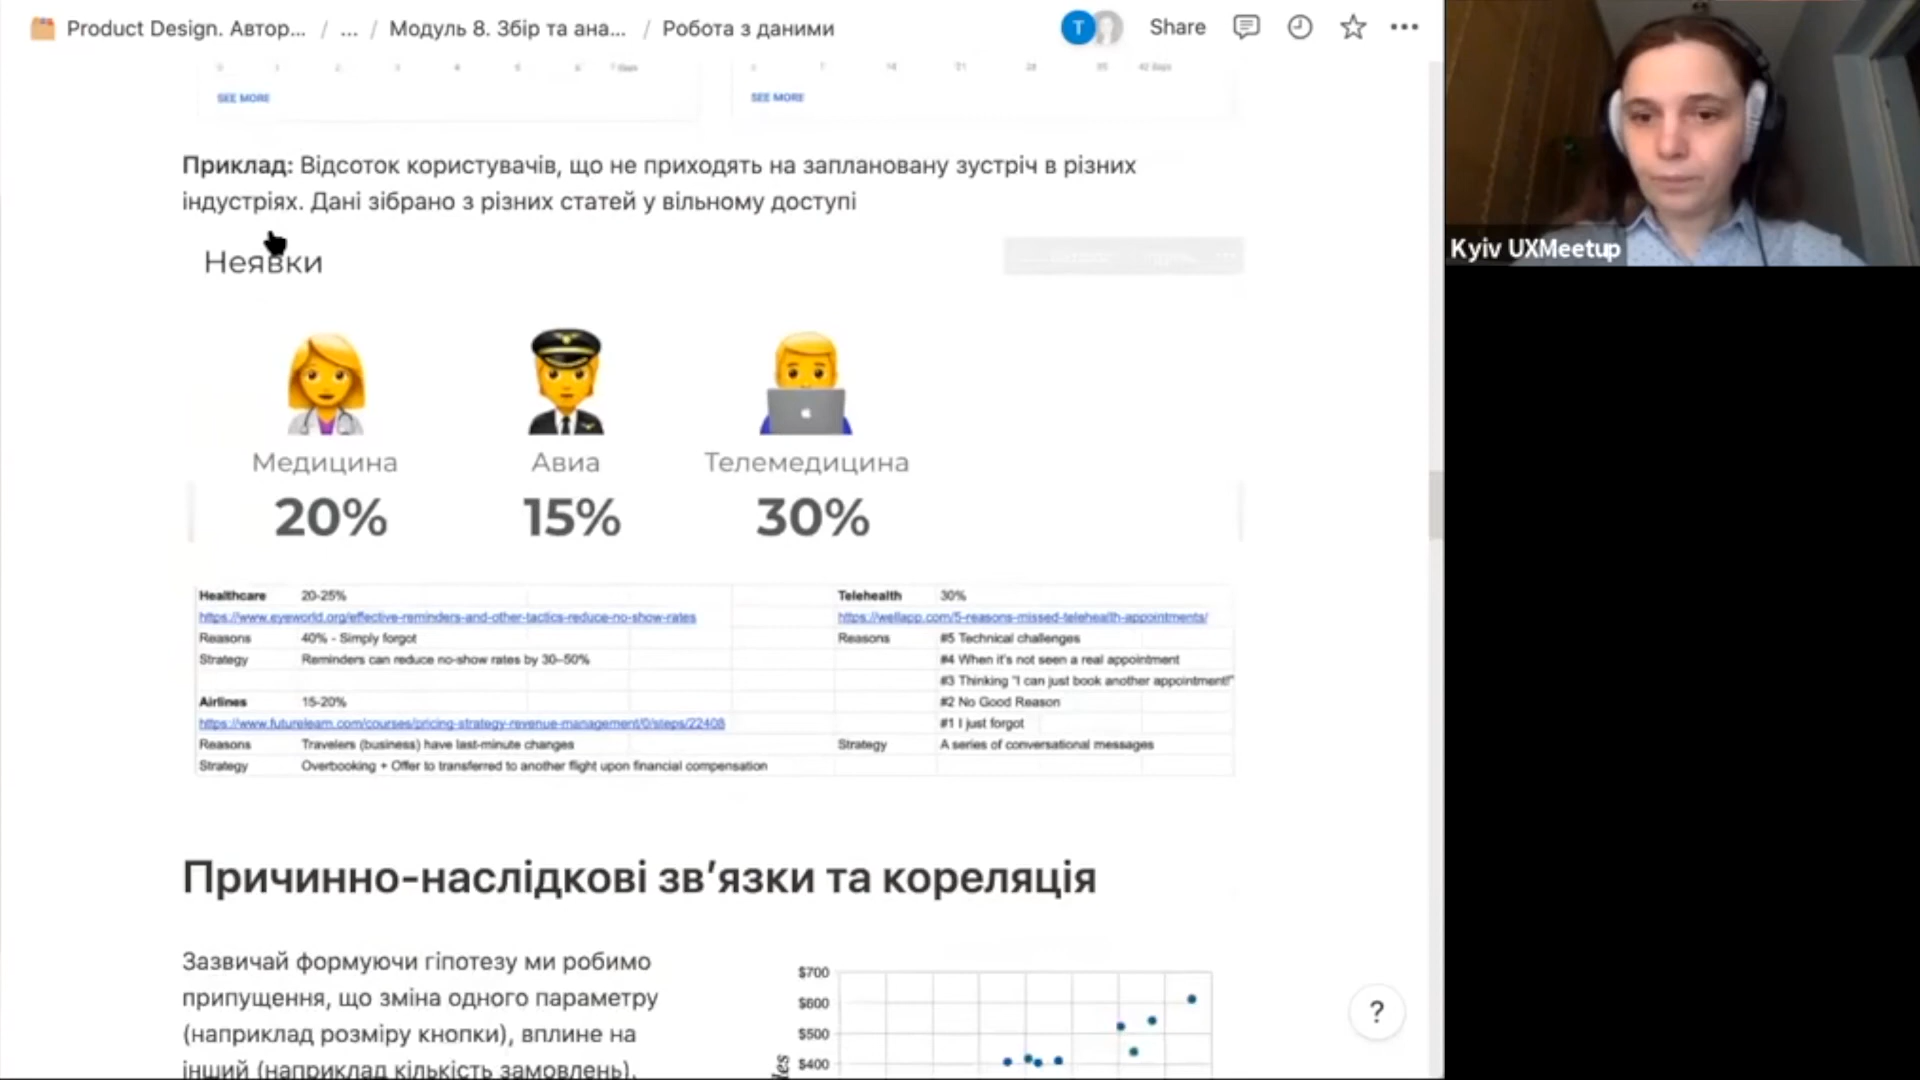 Product Design. Автор... / ... / Модуль 8. Збір та ана... / Робота з даними
T Share
SEE MORE SEE MORE
Приклад: Відсоток користувачів, що не приходять на заплановану зустріч в різних
індустріях. Дані зібрано з різних статей у вільному доступі
Неявки
Kyiv UXMeetup
Медицина Авиа Телемедицина
20% 15% 30%
Healthcare 20-25% Telehealth 30%
https://www.eyeworld.org/effective-reminders-and-other-tactics-reduce-no-show-rates https://wellapp.com/5-reasons-missed-telehealth-appointments/
Reasons 40% - Simply forgot Reasons #5 Technical challenges
Strategy Reminders can reduce no-show rates by 30–50% #4 When it's not seen a real appointment
#3 Thinking "I can just book another appointment!"
Airlines 15-20% #2 No Good Reason
https://www.futurelearn.com/courses/pricing-strategy-revenue-management/0/steps/22408 #1 I just forgot
Reasons Travelers (business) have last-minute changes Strategy A series of conversational messages
Strategy Overbooking + Offer to transferred to another flight upon financial compensation
Причинно-наслідкові зв’язки та кореляція
Зазвичай формуючи гіпотезу ми робимо
припущення, що зміна одного параметру
(наприклад розміру кнопки), вплине на
інший (наприклад кількість замовлень).
$700
$600
$500
$400
?